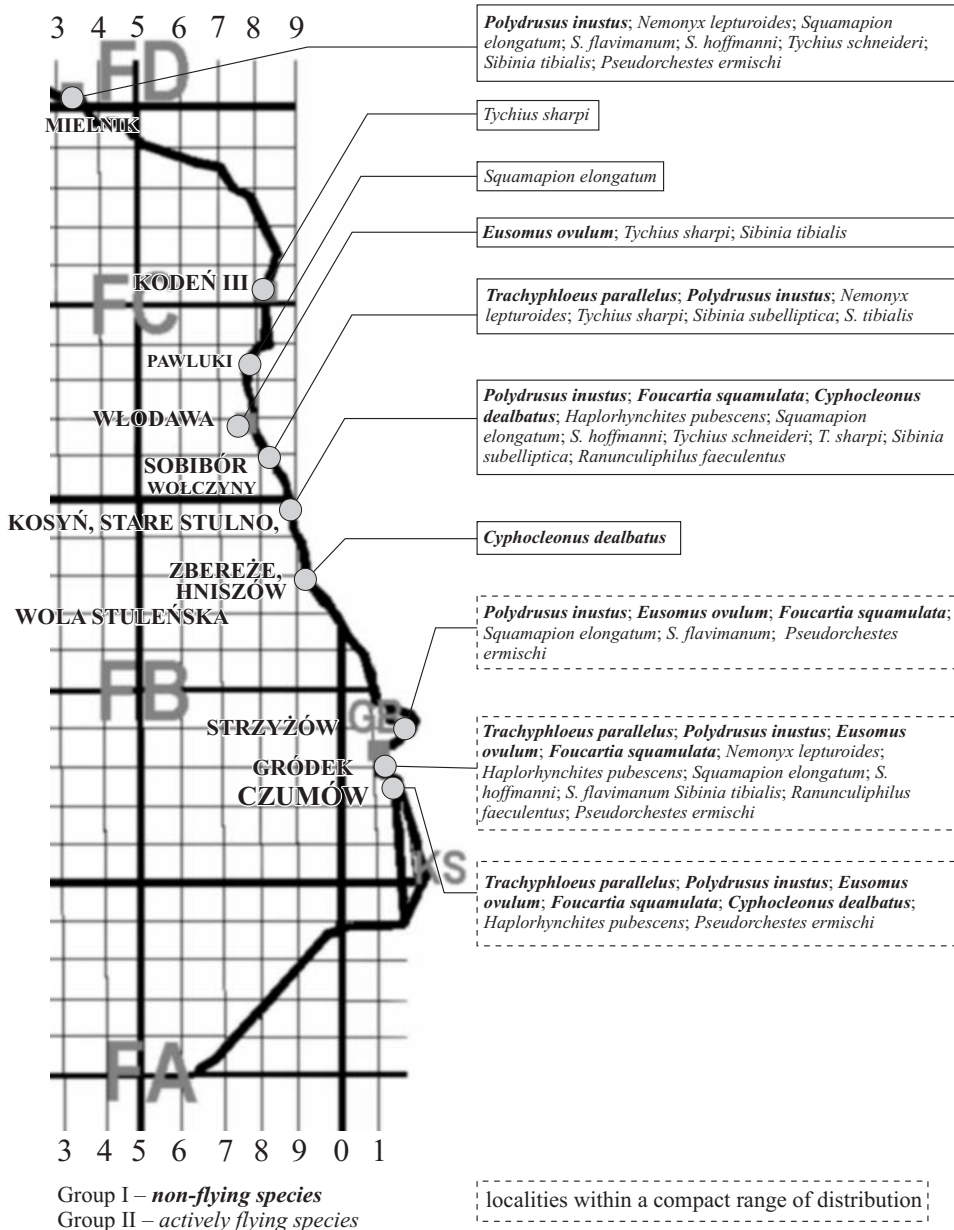 3 4 5 6 7 8 9
FD
MIELNIK
Polydrusus inustus; Nemonyx lepturoides; Squamapion
elongatum; S. flavimanum; S. hoffmanni; Tychius schneideri;
Sibinia tibialis; Pseudorchestes ermischi
Tychius sharpi
Squamapion elongatum
Eusomus ovulum; Tychius sharpi; Sibinia tibialis
KODEŃ III
FC
Trachyphloeus parallelus; Polydrusus inustus; Nemonyx
lepturoides; Tychius sharpi; Sibinia subelliptica; S. tibialis
PAWLUKI
WŁODAWA
Polydrusus inustus; Foucartia squamulata; Cyphocleonus
dealbatus; Haplorhynchites pubescens; Squamapion
elongatum; S. hoffmanni; Tychius schneideri; T. sharpi; Sibinia
subelliptica; Ranunculiphilus faeculentus
SOBIBÓR
WOŁCZYNY
KOSYŃ, STARE STULNO,
Cyphocleonus dealbatus
ZBEREŻE,
HNISZÓW
WOLA STULEŃSKA
Polydrusus inustus; Eusomus ovulum; Foucartia squamulata;
Squamapion elongatum; S. flavimanum; Pseudorchestes
ermischi
FB
GB
STRZYŻÓW
GRÓDEK
CZUMÓW
Trachyphloeus parallelus; Polydrusus inustus; Eusomus
ovulum; Foucartia squamulata; Nemonyx lepturoides;
Haplorhynchites pubescens; Squamapion elongatum; S.
hoffmanni; S. flavimanum Sibinia tibialis; Ranunculiphilus
faeculentus; Pseudorchestes ermischi
KS
Trachyphloeus parallelus; Polydrusus inustus; Eusomus
ovulum; Foucartia squamulata; Cyphocleonus dealbatus;
Haplorhynchites pubescens; Pseudorchestes ermischi
FA
3 4 5 6 7 8 9 0 1
Group I – non-flying species
Group II – actively flying species
localities within a compact range of distribution